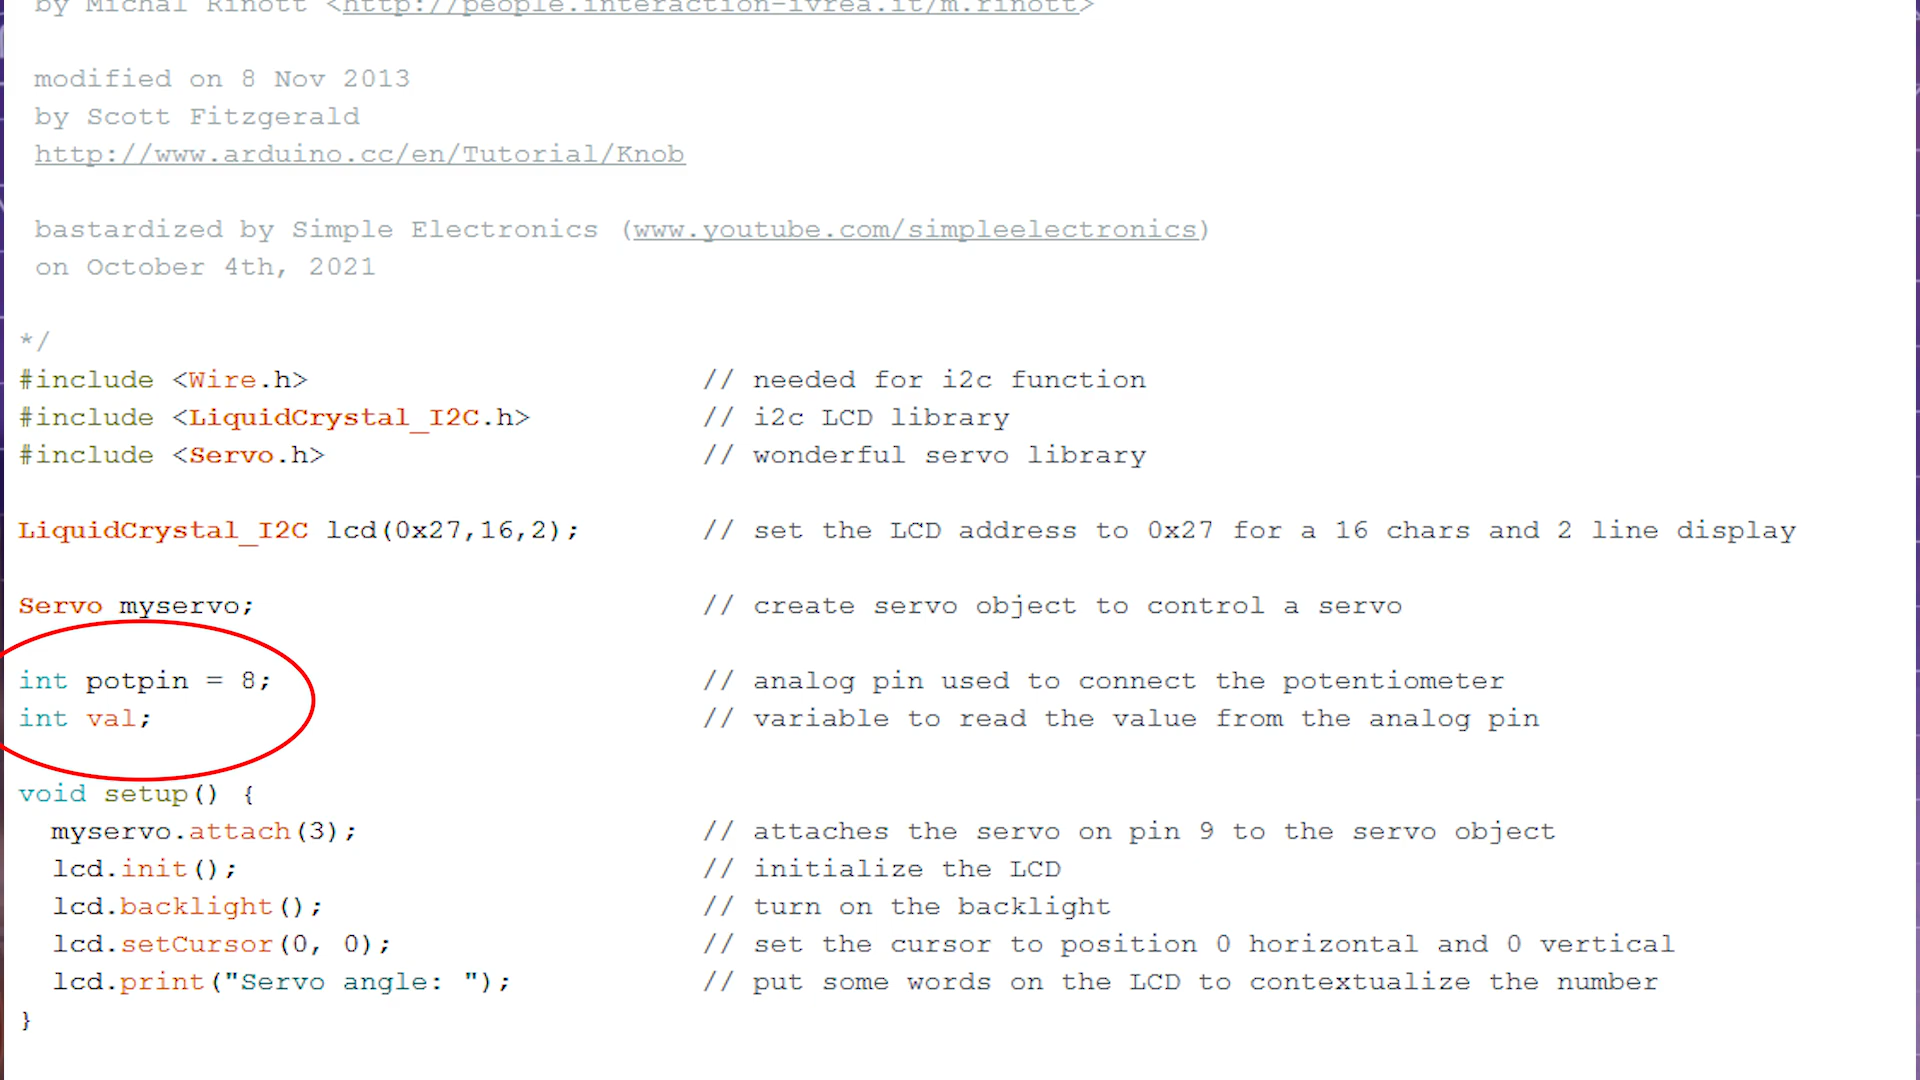 by Michal Rinott <http://people.interaction-ivrea.it/m.rinott>
modified on 8 Nov 2013
by Scott Fitzgerald
http://www.arduino.cc/en/Tutorial/Knob
bastardized by Simple Electronics (www.youtube.com/simpleelectronics)
on October 4th, 2021
*/
#include <Wire.h> // needed for i2c function
#include <LiquidCrystal_I2C.h> // i2c LCD library
#include <Servo.h> // wonderful servo library
LiquidCrystal_I2C lcd(0x27,16,2); // set the LCD address to 0x27 for a 16 chars and 2 line display
Servo myservo; // create servo object to control a servo
int potpin = 8; // analog pin used to connect the potentiometer
int val; // variable to read the value from the analog pin
void setup() {
myservo.attach(3); // attaches the servo on pin 9 to the servo object
lcd.init(); // initialize the LCD
lcd.backlight(); // turn on the backlight
lcd.setCursor(0, 0); // set the cursor to position 0 horizontal and 0 vertical
lcd.print("Servo angle: "); // put some words on the LCD to contextualize the number
}